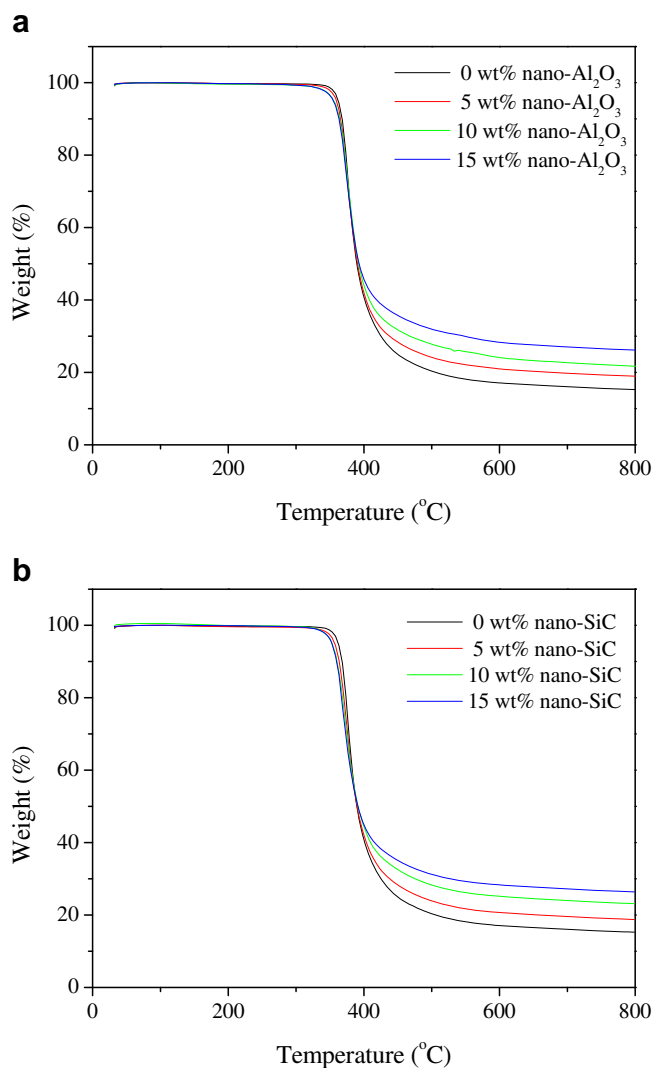 a
0 wt% nano-Al₂O₃
5 wt% nano-Al₂O₃
10 wt% nano-Al₂O₃
15 wt% nano-Al₂O₃
100
80
60
40
20
0
Weight (%)
0 200 400 600 800
Temperature (°C)
b
0 wt% nano-SiC
5 wt% nano-SiC
10 wt% nano-SiC
15 wt% nano-SiC
100
80
60
40
20
0
Weight (%)
0 200 400 600 800
Temperature (°C)